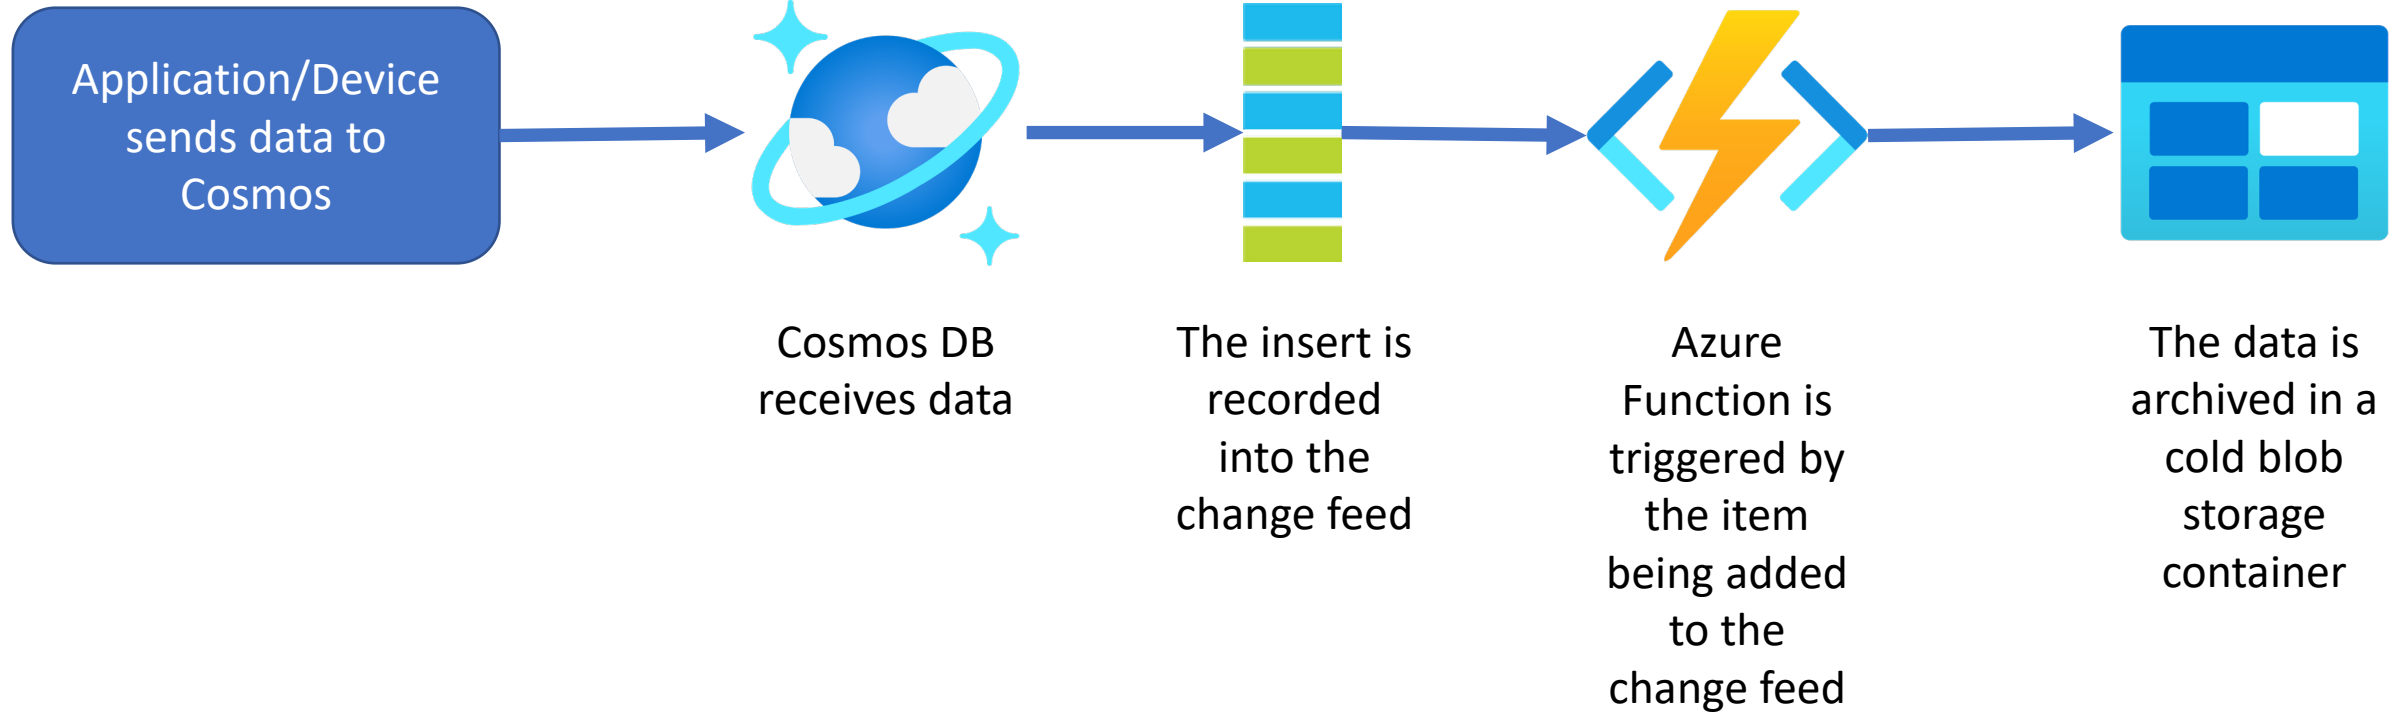 Application/Device
sends data to
Cosmos
Cosmos DB
receives data
The insert is
recorded
into the
change feed
Azure
Function is
triggered by
the item
being added
to the
change feed
The data is
archived in a
cold blob
storage
container